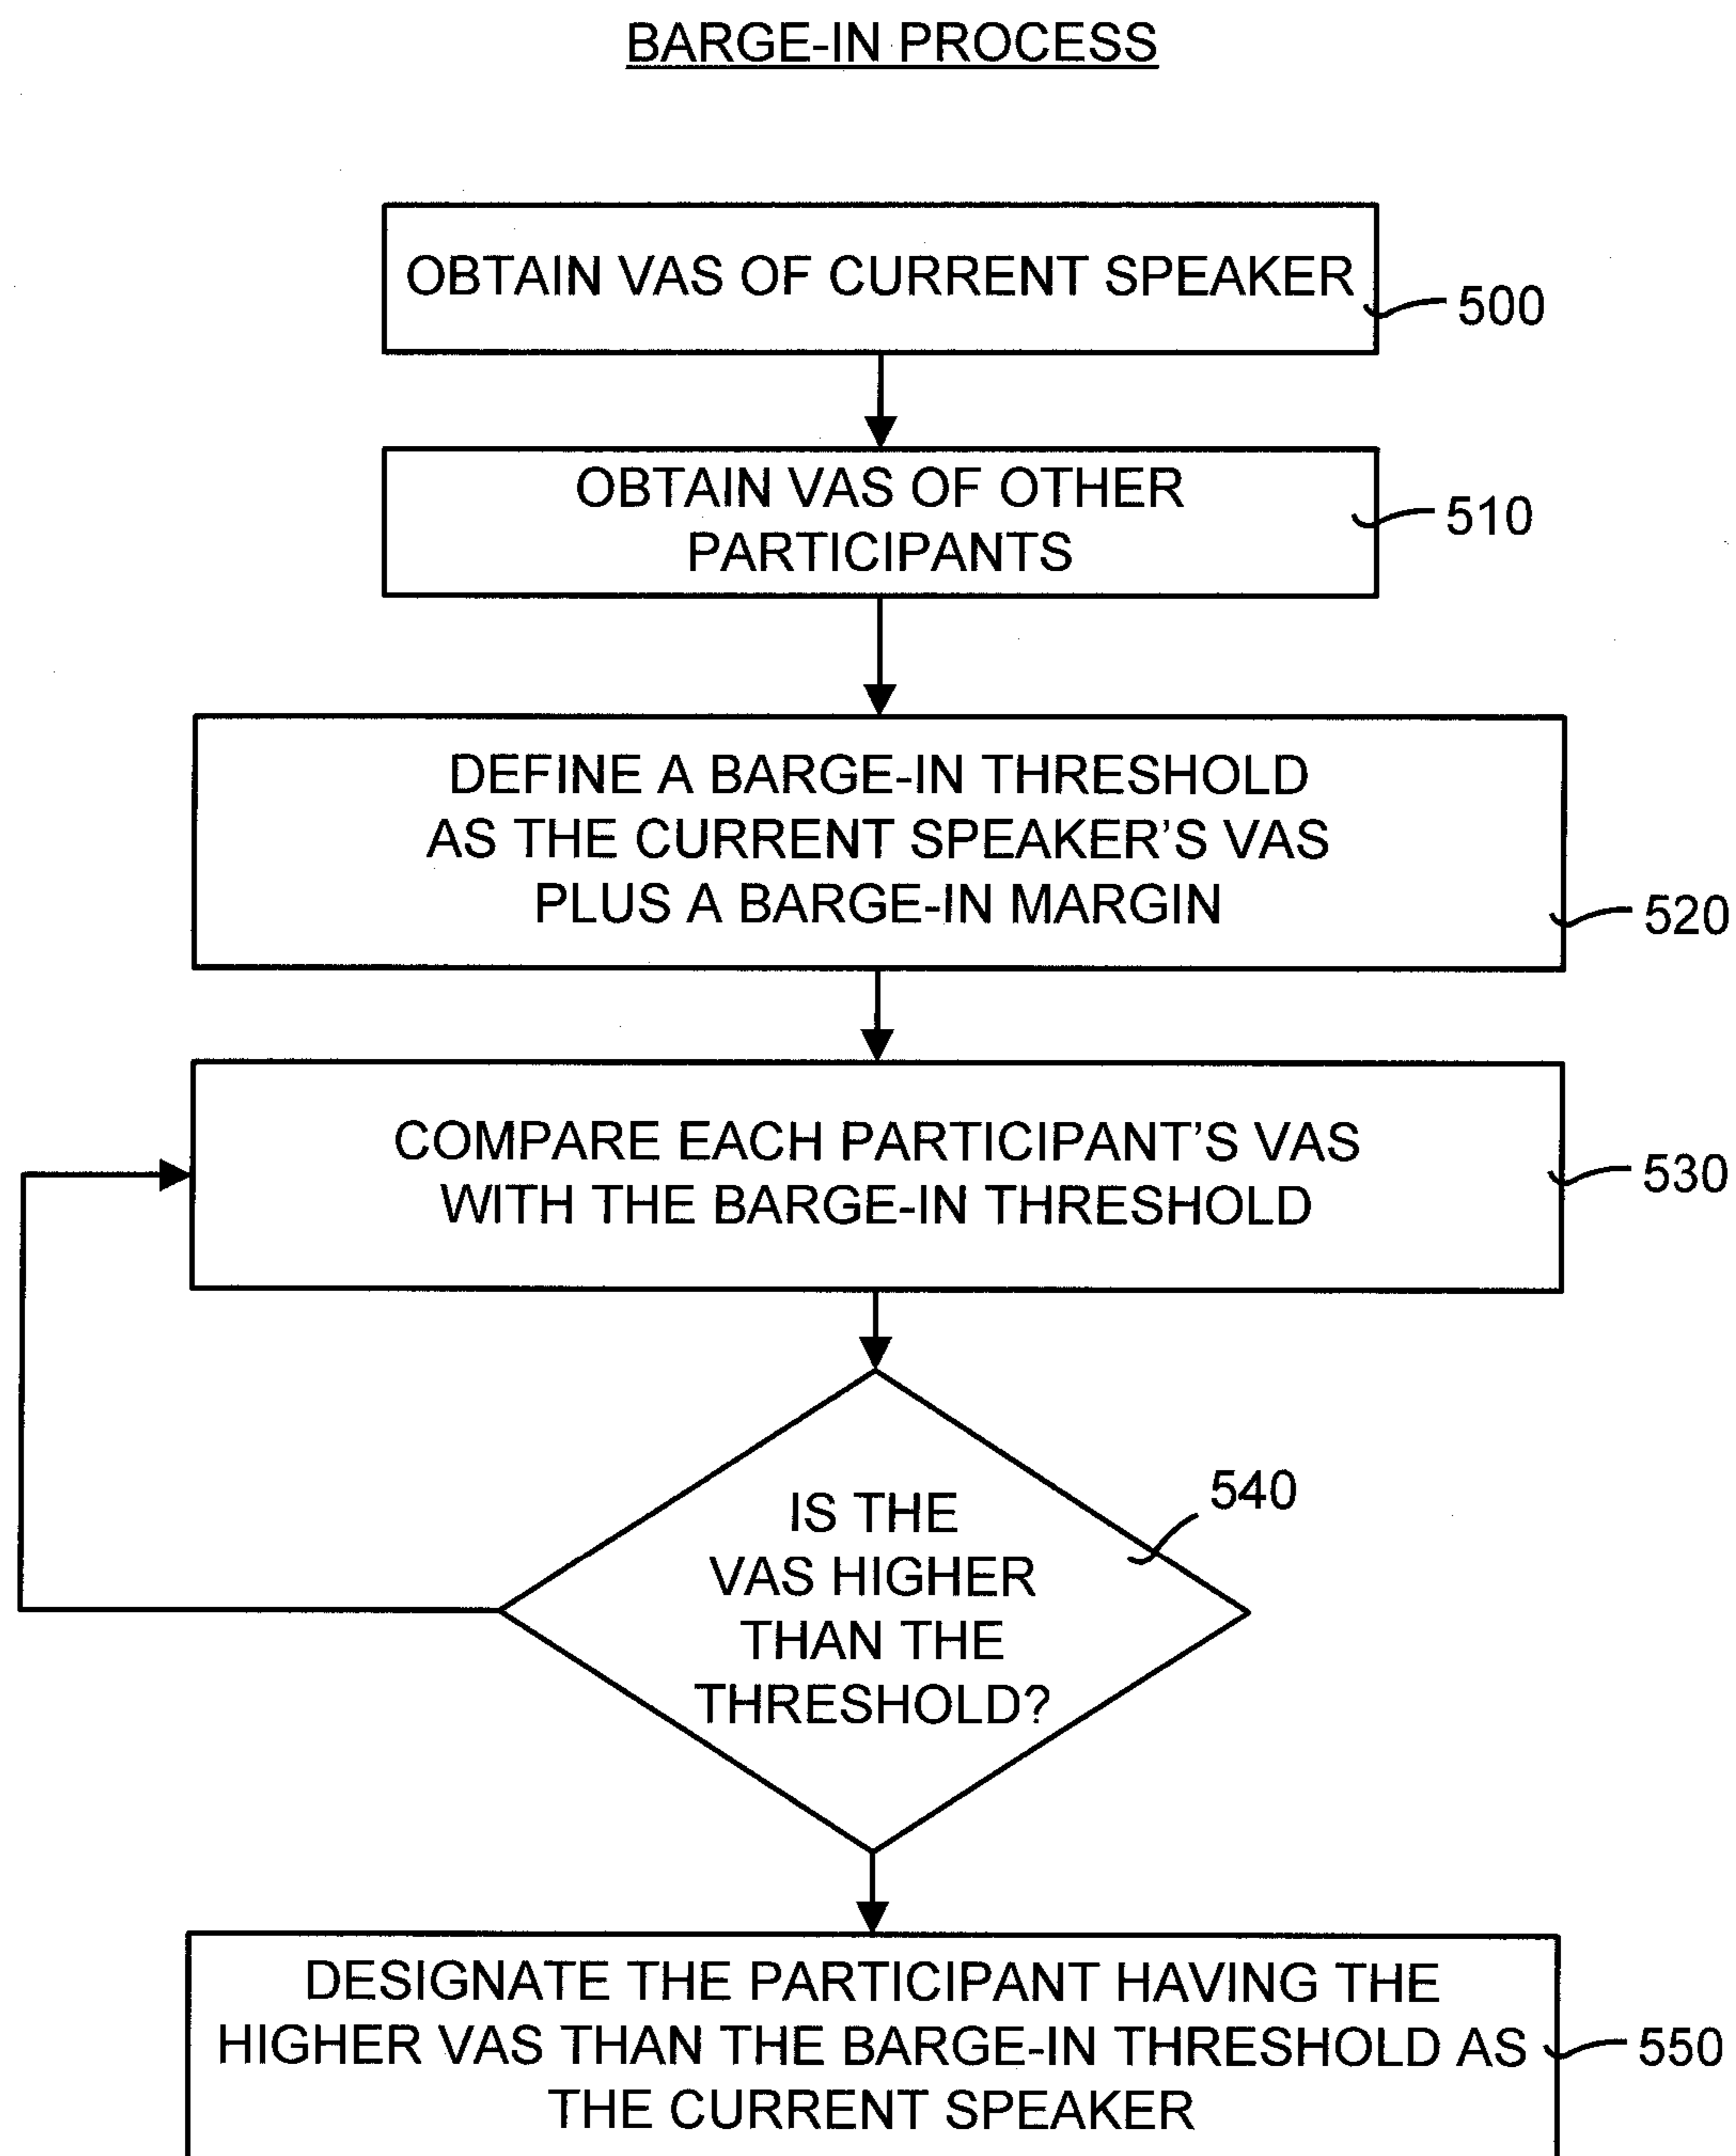 BARGE-IN PROCESS
OBTAIN VAS OF CURRENT SPEAKER
500
OBTAIN VAS OF OTHER
PARTICIPANTS
510
DEFINE A BARGE-IN THRESHOLD
AS THE CURRENT SPEAKER'S VAS
PLUS A BARGE-IN MARGIN
520
COMPARE EACH PARTICIPANT'S VAS
WITH THE BARGE-IN THRESHOLD
530
540
IS THE
VAS HIGHER
THAN THE
THRESHOLD?
DESIGNATE THE PARTICIPANT HAVING THE
HIGHER VAS THAN THE BARGE-IN THRESHOLD AS
THE CURRENT SPEAKER
550